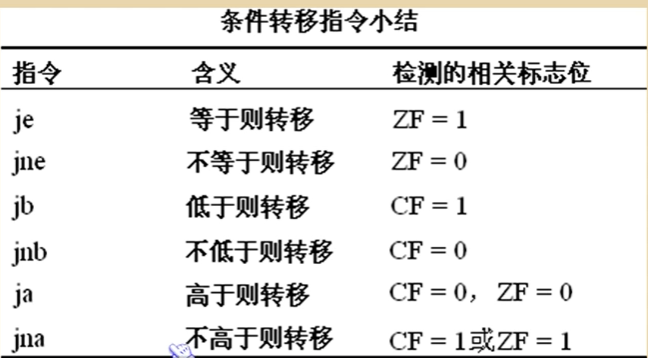 条件转移指令小结
指令 含义 检测的相关标志位
je 等于则转移 ZF = 1
jne 不等于则转移 ZF = 0
jb 低于则转移 CF = 1
jnb 不低于则转移 CF = 0
ja 高于则转移 CF = 0， ZF = 0
jna 不高于则转移 CF = 1或ZF = 1